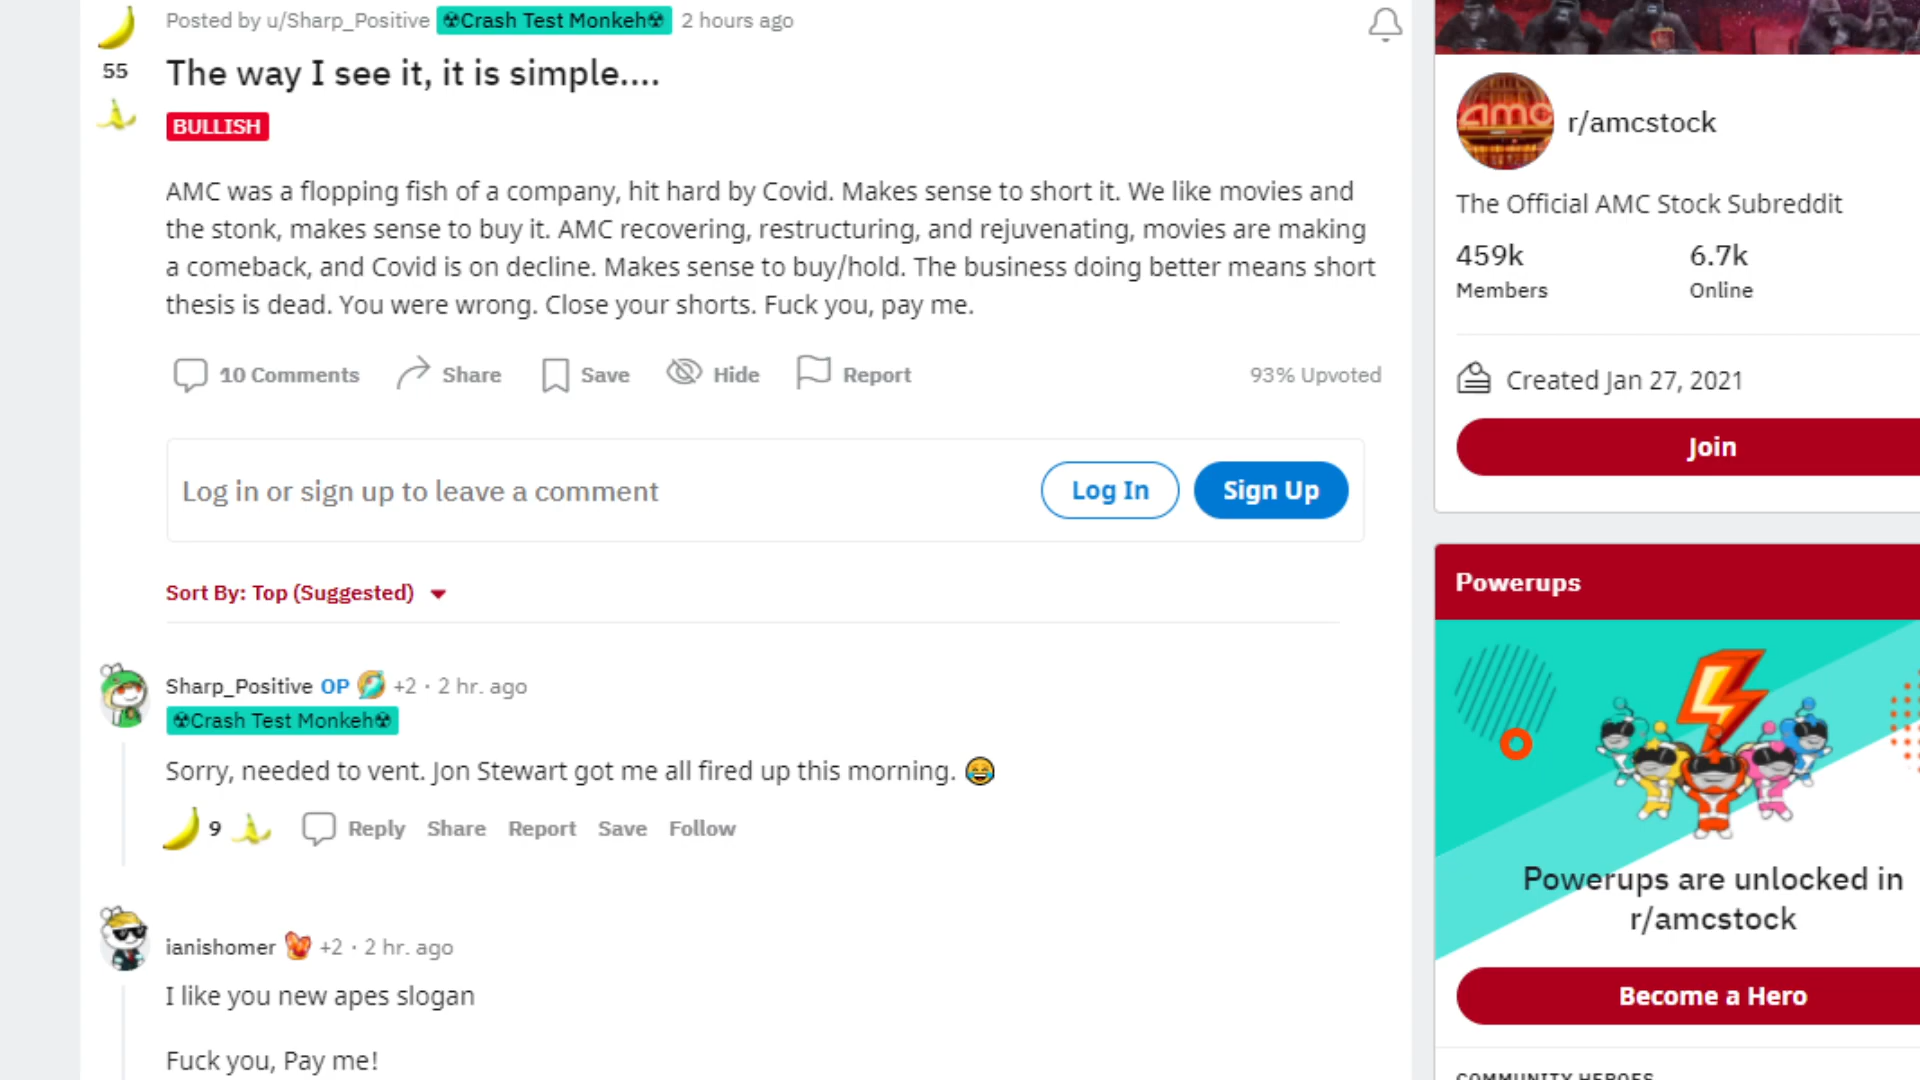 Posted by u/Sharp_Positive ☢Crash Test Monkeh☢ 2 hours ago
55
The way I see it, it is simple....
BULLISH
AMC was a flopping fish of a company, hit hard by Covid. Makes sense to short it. We like movies and
the stonk, makes sense to buy it. AMC recovering, restructuring, and rejuvenating, movies are making
a comeback, and Covid is on decline. Makes sense to buy/hold. The business doing better means short
thesis is dead. You were wrong. Close your shorts. Fuck you, pay me.
10 Comments Share Save Hide Report 93% Upvoted
Log in or sign up to leave a comment Log In Sign Up
Sort By: Top (Suggested)
Sharp_Positive OP +2 · 2 hr. ago
☢Crash Test Monkeh☢
Sorry, needed to vent. Jon Stewart got me all fired up this morning. 😂
9 Reply Share Report Save Follow
ianishomer +2 · 2 hr. ago
I like you new apes slogan
Fuck you, Pay me!
amc
r/amcstock
The Official AMC Stock Subreddit
459k 6.7k
Members Online
Created Jan 27, 2021
Join
Powerups
Powerups are unlocked in
r/amcstock
Become a Hero
COMMUNITY HEROES